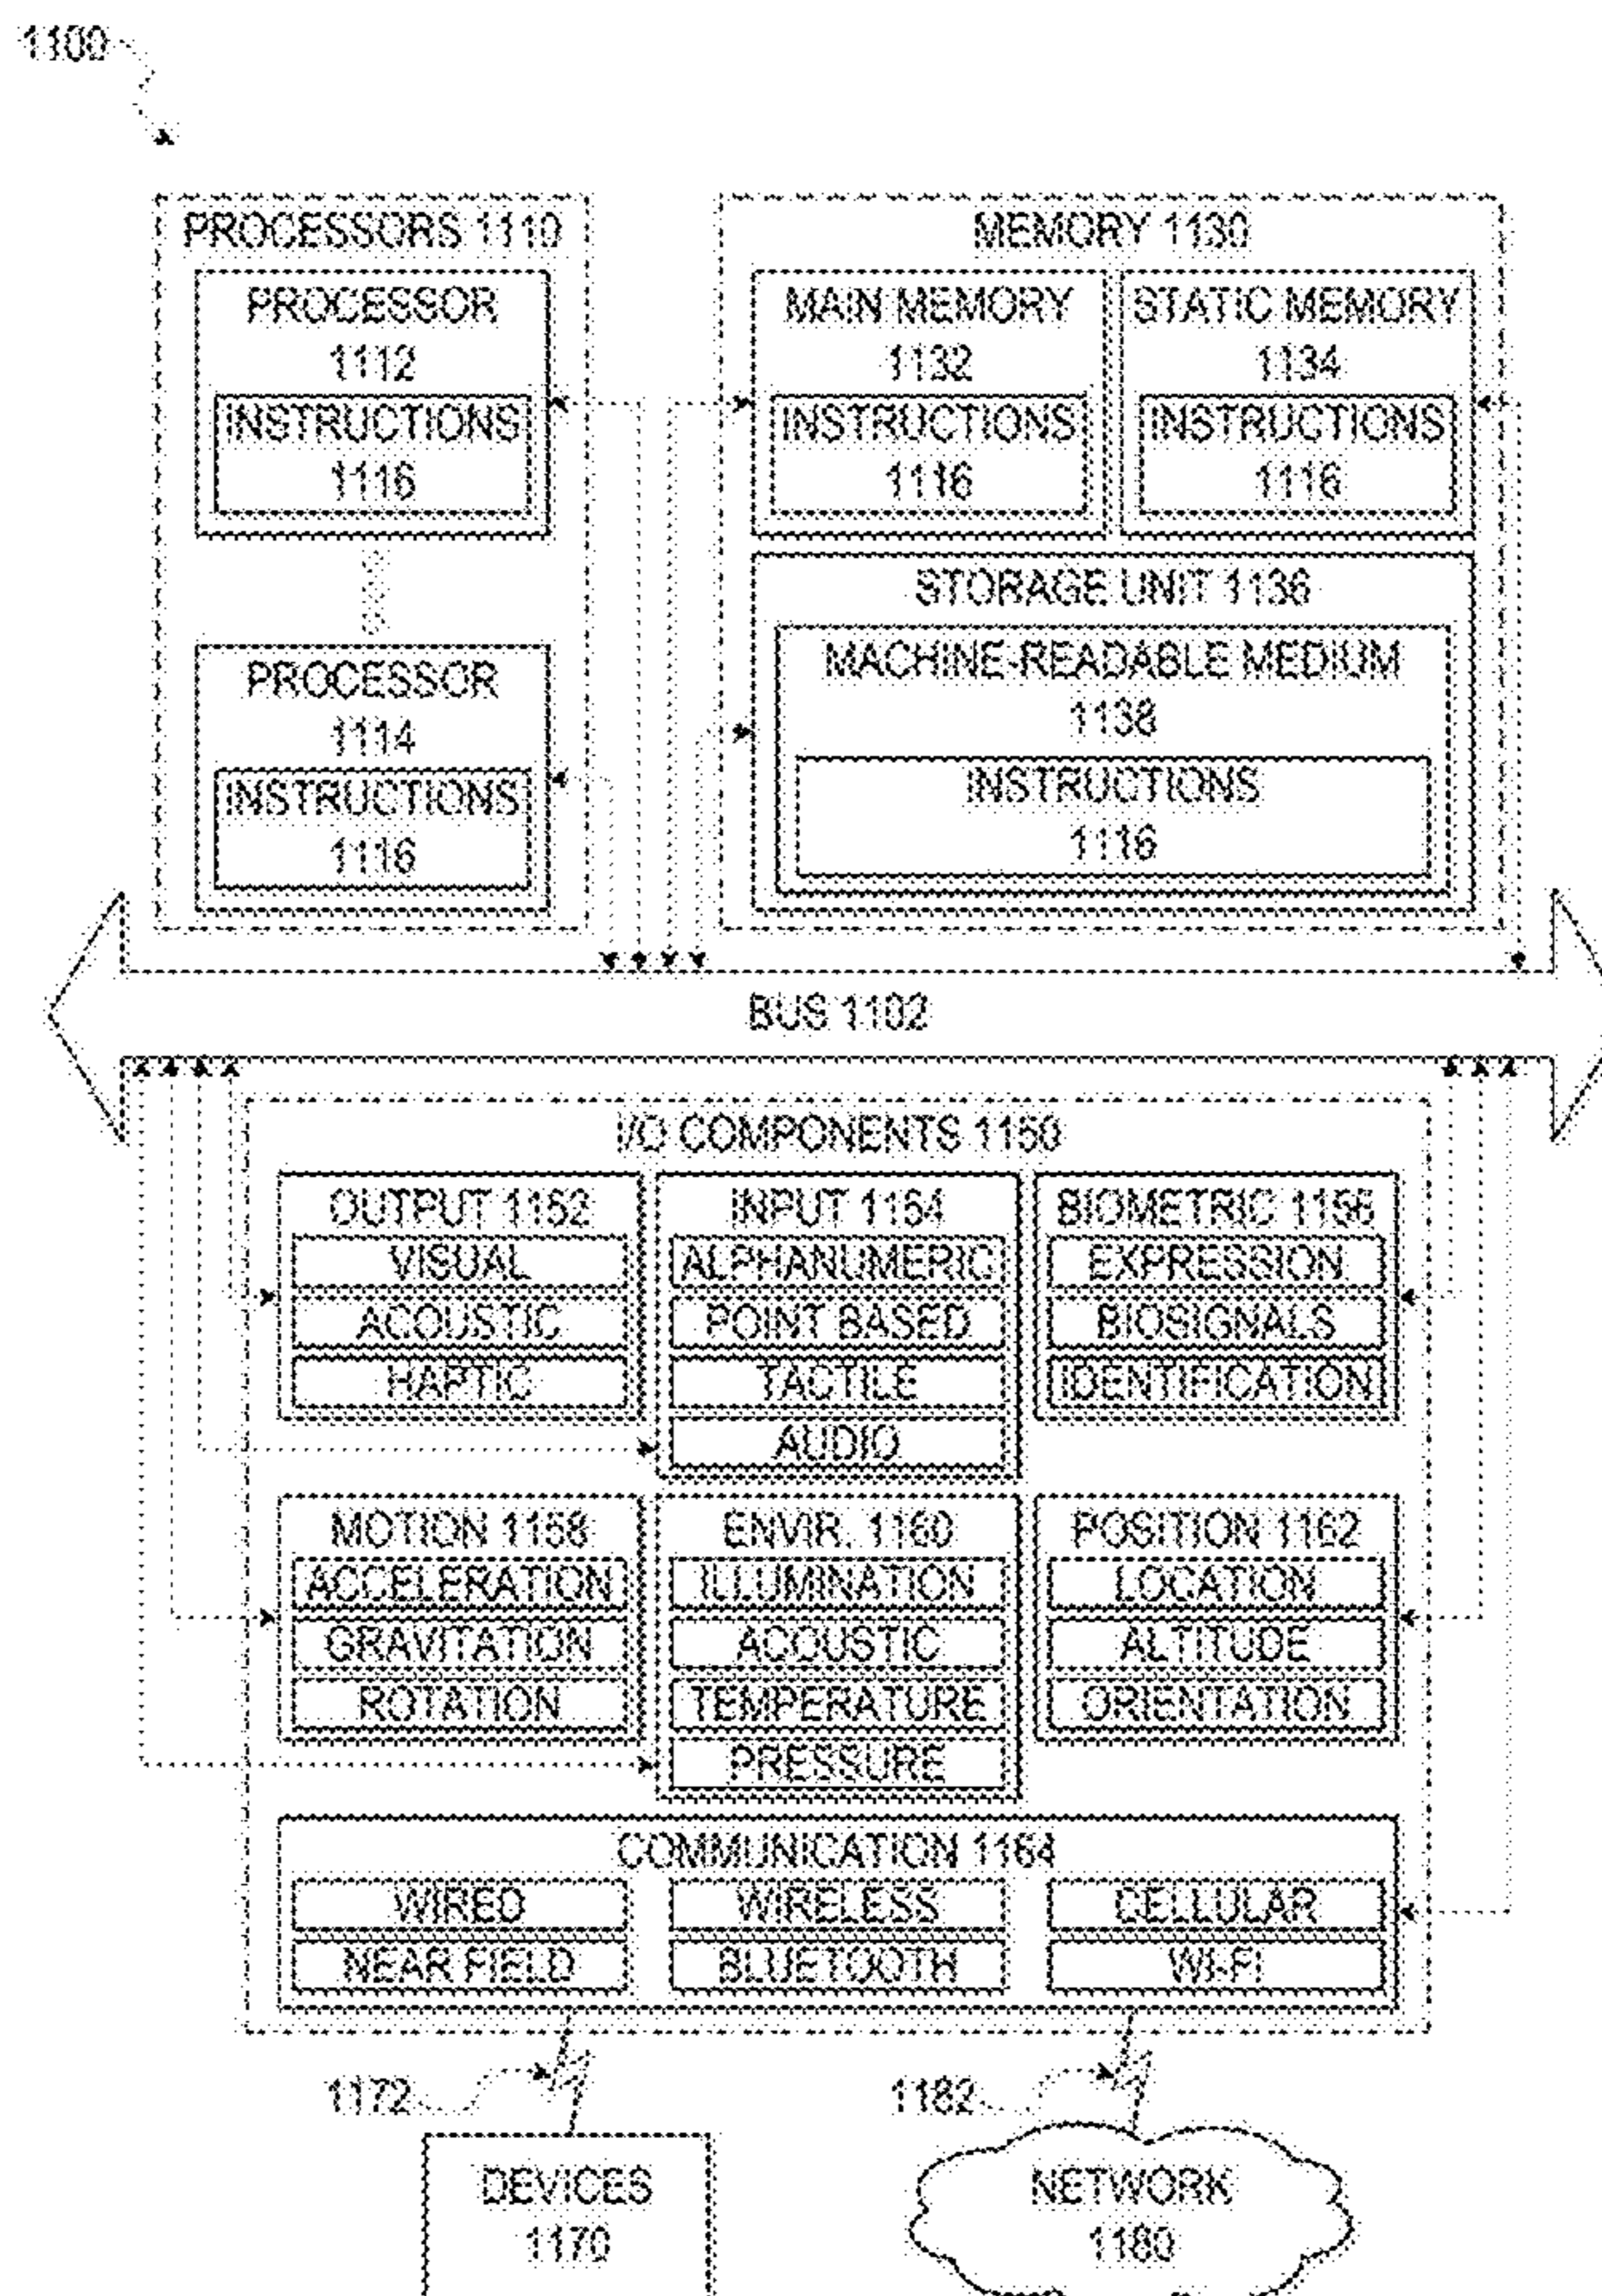 1100
PROCESSORS 1110
PROCESSOR
1112
INSTRUCTIONS
1116
PROCESSOR
1114
INSTRUCTIONS
1116
MEMORY 1130
MAIN MEMORY
1132
INSTRUCTIONS
1116
STATIC MEMORY
1134
INSTRUCTIONS
1116
STORAGE UNIT 1136
MACHINE-READABLE MEDIUM
1138
INSTRUCTIONS
1116
BUS 1102
I/O COMPONENTS 1150
OUTPUT 1152
VISUAL
ACOUSTIC
HAPTIC
INPUT 1154
ALPHANUMERIC
POINT BASED
TACTILE
AUDIO
BIOMETRIC 1156
EXPRESSION
BIOSIGNALS
IDENTIFICATION
MOTION 1158
ACCELERATION
GRAVITATION
ROTATION
ENVIR. 1160
ILLUMINATION
ACOUSTIC
TEMPERATURE
PRESSURE
POSITION 1162
LOCATION
ALTITUDE
ORIENTATION
COMMUNICATION 1164
WIRED
WIRELESS
CELLULAR
NEAR FIELD
BLUETOOTH
WI-FI
1172
1182
DEVICES
1170
NETWORK
1180